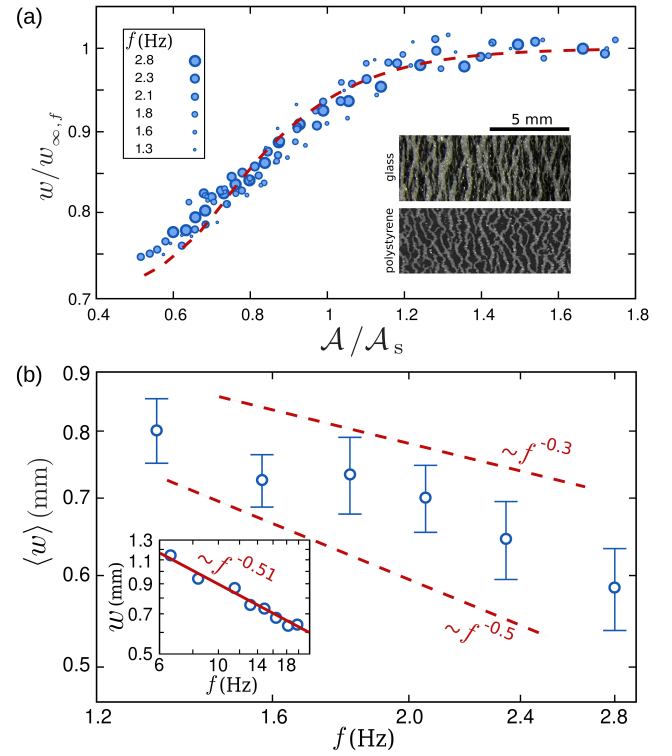 (a)
f (Hz)
2.8
2.3
2.1
1.8
1.6
1.3
1
0.9
0.8
0.7
w/w∞,f
5 mm
glass
polystyrene
0.4 0.6 0.8 1 1.2 1.4 1.6 1.8
𝒜/𝒜s
(b)
0.9
0.8
0.7
0.6
0.5
⟨w⟩ (mm)
~f -0.3
~f -0.5
1.3
1.1
0.9
0.7
0.5
w (mm)
~f -0.51
6 10 14 18
f (Hz)
1.2 1.6 2.0 2.4 2.8
f (Hz)